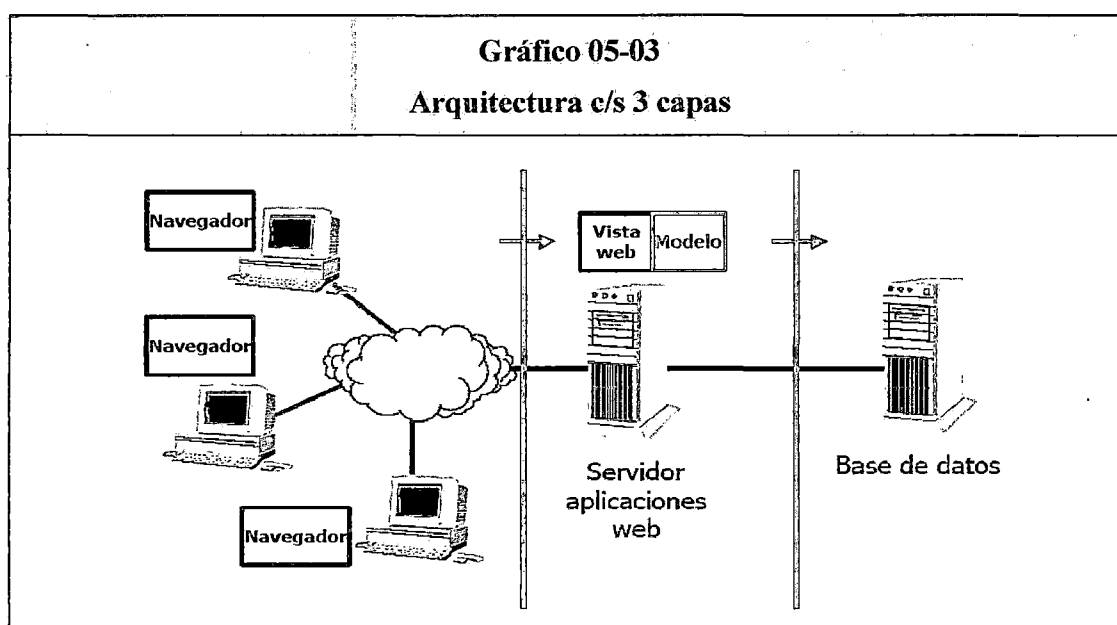 Gráfico 05-03
Arquitectura c/s 3 capas
Navegador
Navegador
Navegador
Vista
web
Modelo
Servidor
aplicaciones
web
Base de datos